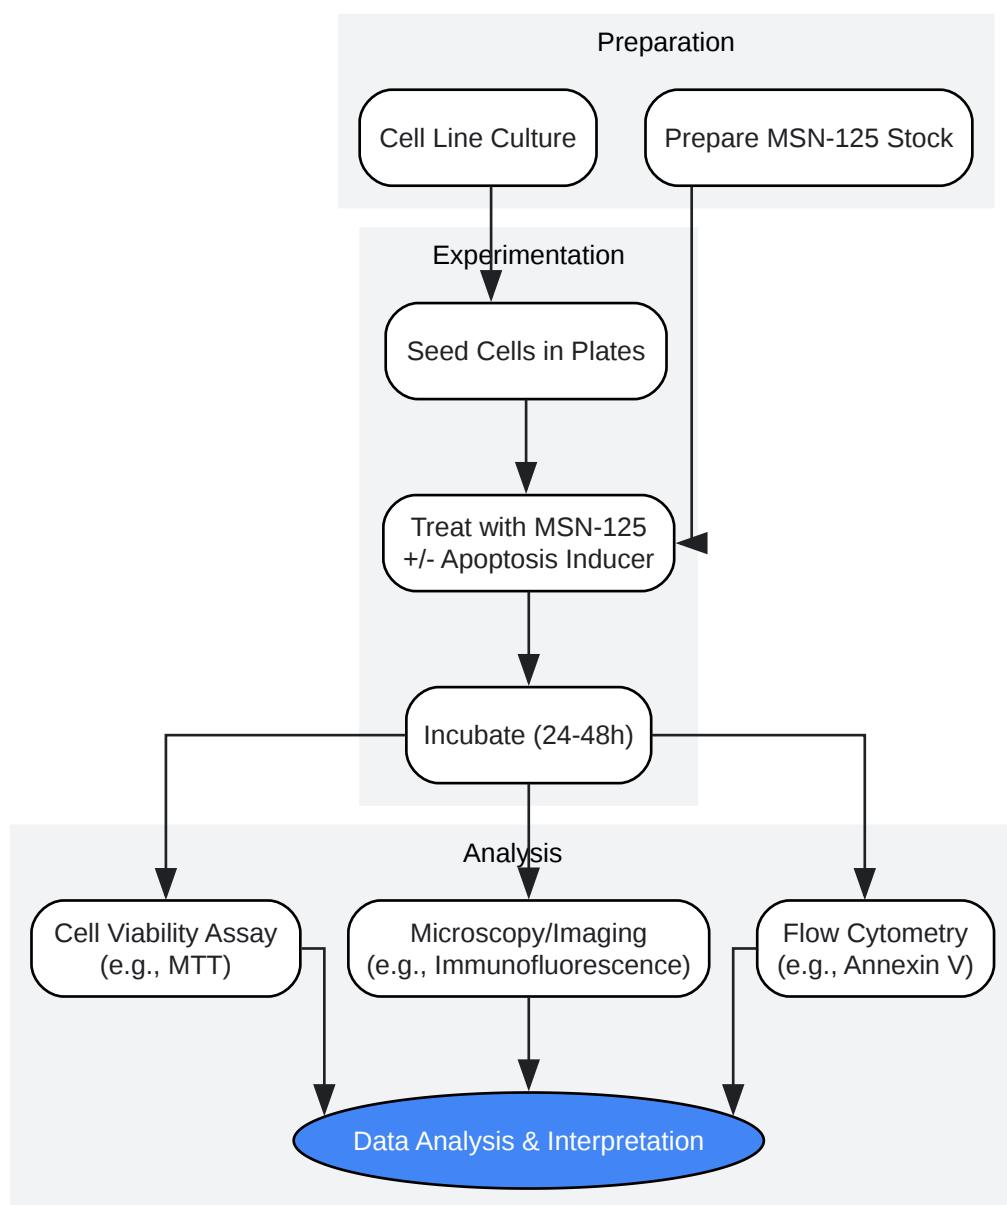 Preparation
Cell Line Culture
Prepare MSN-125 Stock
Experimentation
Seed Cells in Plates
Treat with MSN-125
+/- Apoptosis Inducer
Incubate (24-48h)
Analysis
Cell Viability Assay
(e.g., MTT)
Microscopy/Imaging
(e.g., Immunofluorescence)
Flow Cytometry
(e.g., Annexin V)
Data Analysis & Interpretation